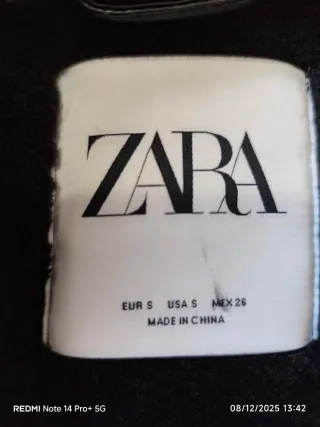 ZARA
EUR S USA S MEX 26
MADE IN CHINA
REDMI Note 14 Pro+ 5G 08/12/2025 13:42